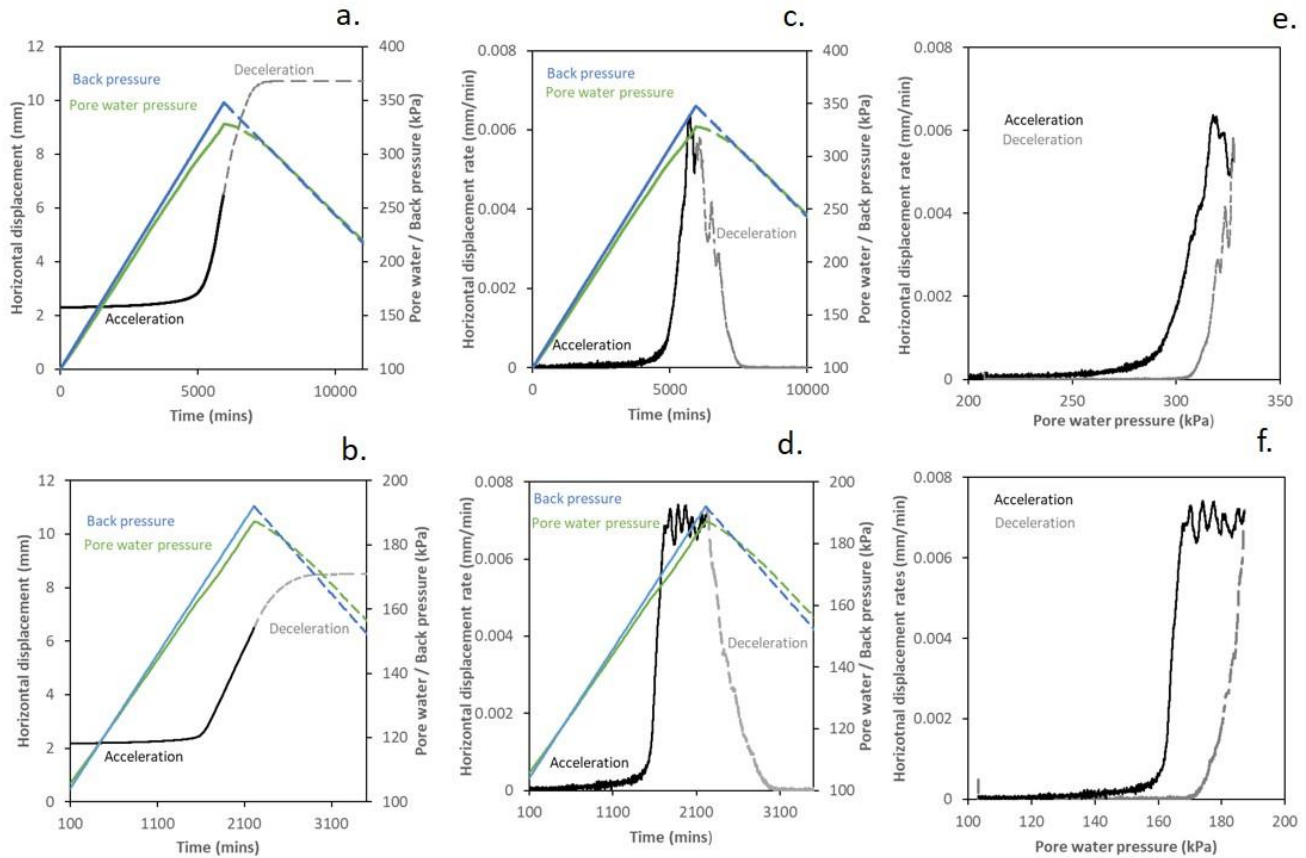 a.
12
10
8
6
4
2
0
Horizontal displacement (mm)
Back pressure
Pore water pressure
Deceleration
Acceleration
400
350
300
250
200
150
100
Pore water / Back pressure (kPa)
0
5000
10000
Time (mins)
c.
0.008
0.006
0.004
0.002
0
Horizontal displacement rate (mm/min)
Back pressure
Pore water pressure
Deceleration
Acceleration
400
350
300
250
200
150
100
Pore water / Back pressure (kPa)
0
5000
10000
Time (mins)
e.
0.008
0.006
0.004
0.002
0
Horizontal displacement rate (mm/min)
Acceleration
Deceleration
200
250
300
350
Pore water pressure (kPa)
b.
12
10
8
6
4
2
0
Horizontal displacement (mm)
Back pressure
Pore water pressure
Deceleration
Acceleration
200
180
160
140
120
100
Pore water / Back pressure (kPa)
100
1100
2100
3100
Time (mins)
d.
0.008
0.006
0.004
0.002
0
Horizontal displacement rate (mm/min)
Back pressure
Pore water pressure
Deceleration
Acceleration
200
180
160
140
120
100
Pore water / Back pressure (kPa)
100
1100
2100
3100
Time (mins)
f.
0.008
0.006
0.004
0.002
0
Horizotnal displacement rates (mm/min)
Acceleration
Deceleration
100
120
140
160
180
200
Pore water pressure (kPa)